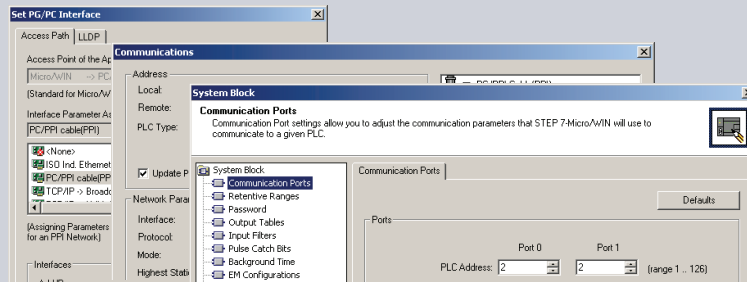 Set PG/PC Interface
Access Path LLDP
Access Point of the Ap
Micro/WIN --> PC/
(Standard for Micro/W
Interface Parameter As
PC/PPI cable(PPI)
<None>
ISO Ind. Ethernet
PC/PPI cable(PP
TCP/IP -> Broadc
(Assigning Parameters
for an PPI Network)
Interfaces
Communications
Address
Local:
Remote:
PLC Type:
Update P
Network Para
Interface:
Protocol:
Mode:
Highest Stati
System Block
Communication Ports
Communication Port settings allow you to adjust the communication parameters that STEP 7-Micro/WIN will use to
communicate to a given PLC.
System Block
Communication Ports
Retentive Ranges
Password
Output Tables
Input Filters
Pulse Catch Bits
Background Time
EM Configurations
Communication Ports
Defaults
Ports
Port 0 Port 1
PLC Address: 2 2 (range 1 .. 126)